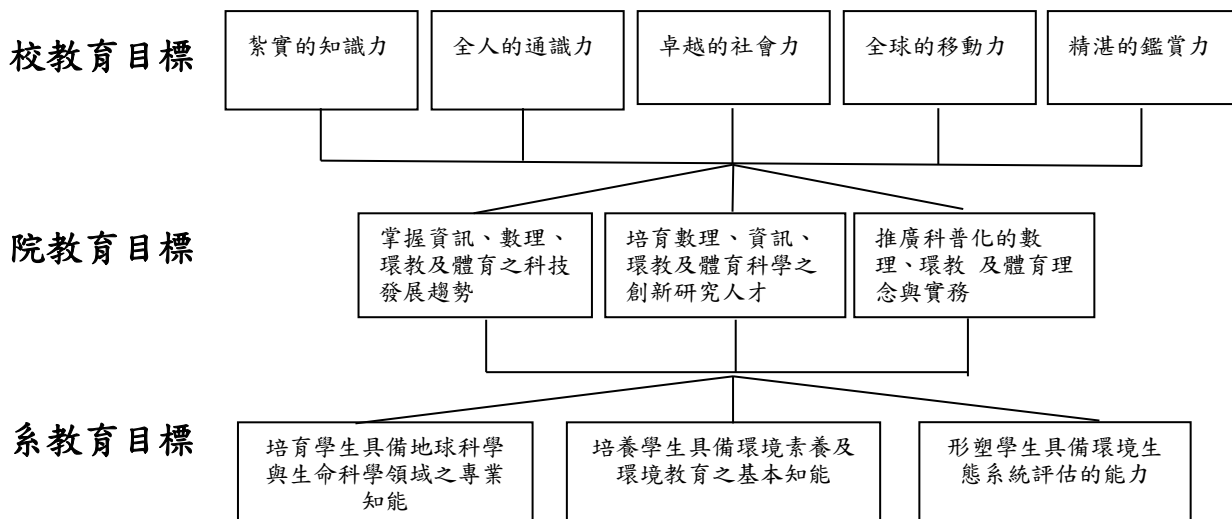 校教育目標
紮實的知識力
全人的通識力
卓越的社會力
全球的移動力
精湛的鑑賞力
院教育目標
掌握資訊、數理、
環教及體育之科技
發展趨勢
培育數理、資訊、
環教及體育科學之
創新研究人才
推廣科普化的數
理、環教 及體育理
念與實務
系教育目標
培育學生具備地球科學
與生命科學領域之專業
知能
培養學生具備環境素養及
環境教育之基本知能
形塑學生具備環境生
態系統評估的能力